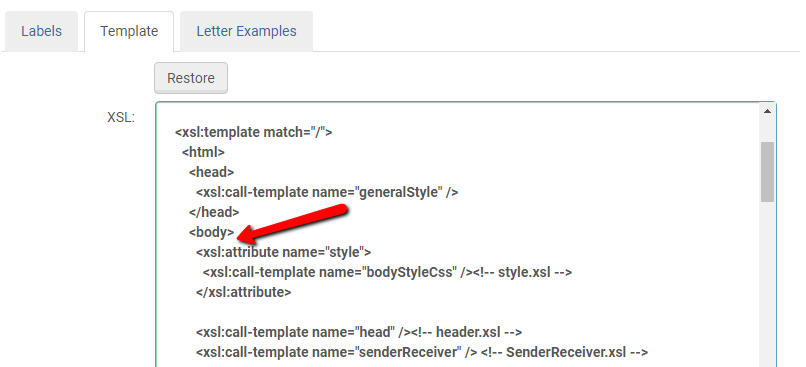 Labels Template Letter Examples
Restore
XSL:
<xsl:template match="/">
<html>
<head>
<xsl:call-template name="generalStyle" />
</head>
<body>
<xsl:attribute name="style">
<xsl:call-template name="bodyStyleCss" /><!-- style.xsl -->
</xsl:attribute>
<xsl:call-template name="head" /><!-- header.xsl -->
<xsl:call-template name="senderReceiver" /> <!-- SenderReceiver.xsl -->